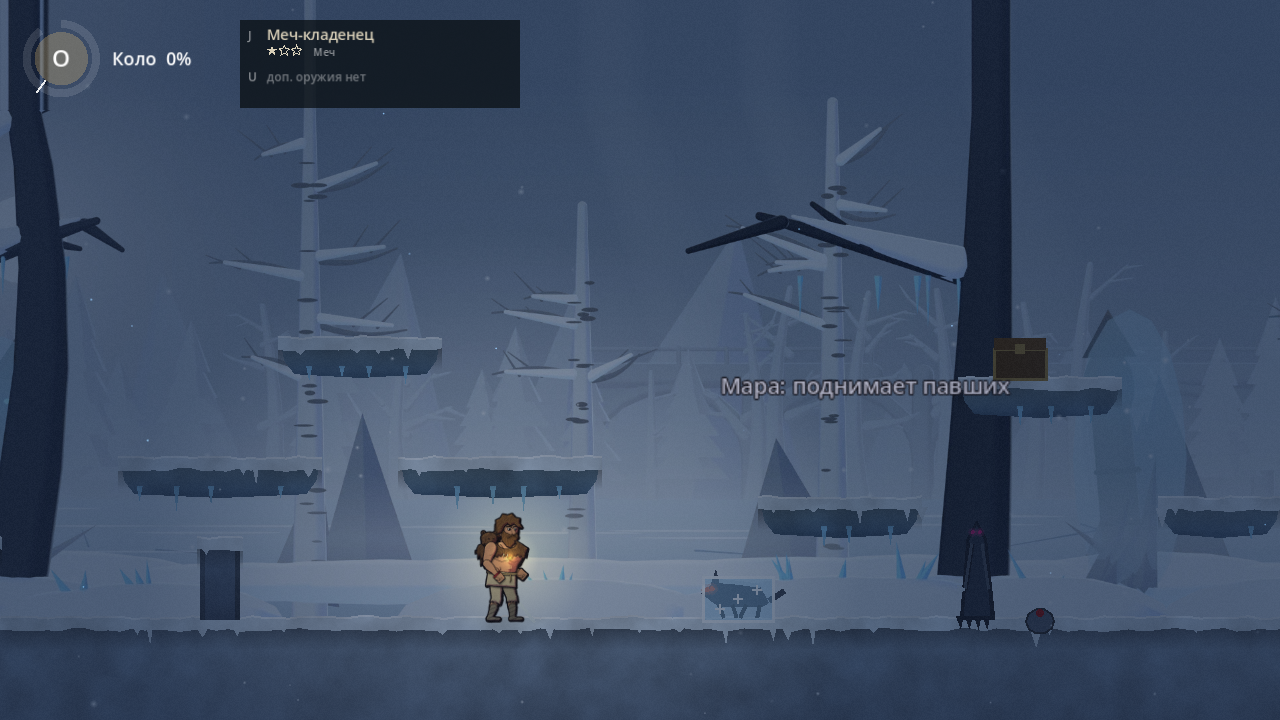 О
Коло 0%
J Меч-кладенец
★☆☆ Меч
U доп. оружия нет
Мара: поднимает павших